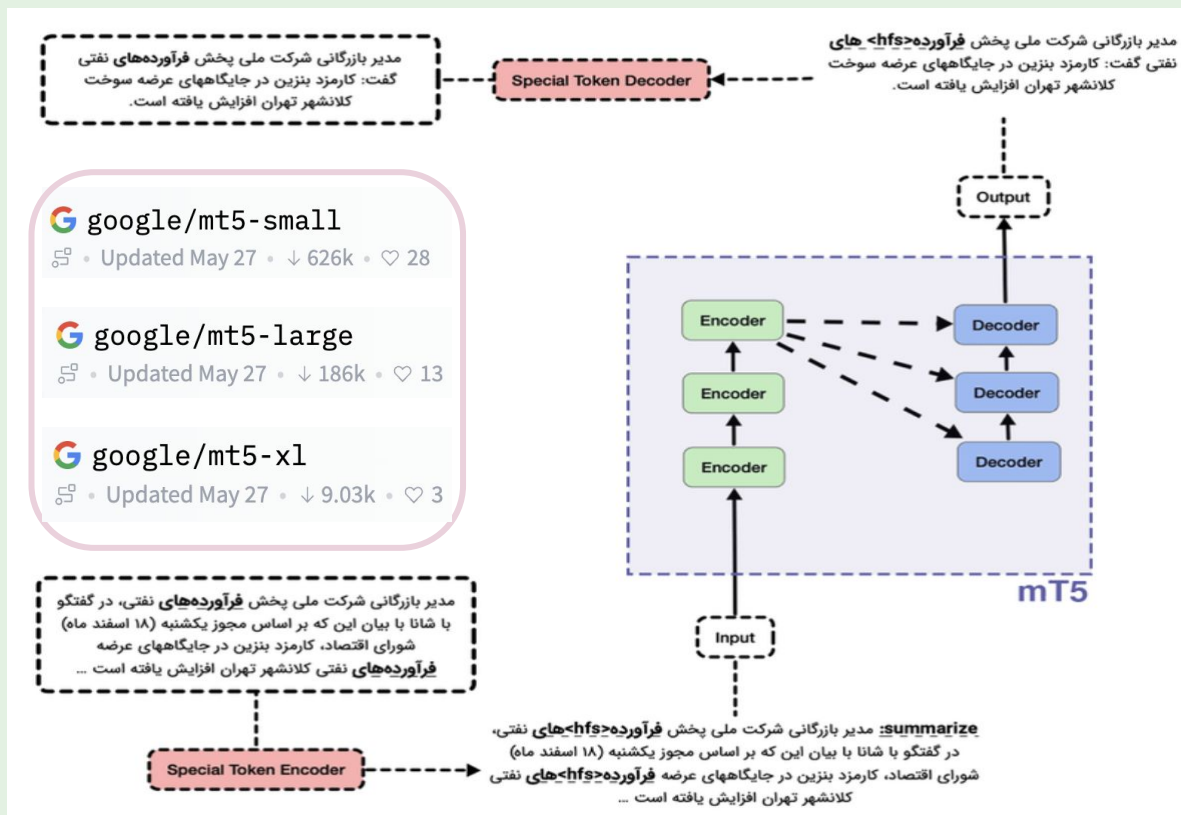 مدیر بازرگانی شرکت ملی پخش فرآورده‌های نفتی
گفت: کارمزد بنزین در جایگاههای عرضه سوخت
کلانشهر تهران افزایش یافته است.
Special Token Decoder
مدیر بازرگانی شرکت ملی پخش فرآورده<hfs> های
نفتی گفت: کارمزد بنزین در جایگاههای عرضه سوخت
کلانشهر تهران افزایش یافته است.
Output
google/mt5-small
• Updated May 27 • ↓ 626k • ♡ 28
google/mt5-large
• Updated May 27 • ↓ 186k • ♡ 13
google/mt5-xl
• Updated May 27 • ↓ 9.03k • ♡ 3
Encoder
Encoder
Encoder
Decoder
Decoder
Decoder
mT5
Input
مدیر بازرگانی شرکت ملی پخش فرآورده‌های نفتی، در گفتگو
با شانا با بیان این که بر اساس مجوز یکشنبه (۱۸ اسفند ماه)
شورای اقتصاد، کارمزد بنزین در جایگاههای عرضه
فرآورده‌های نفتی کلانشهر تهران افزایش یافته است ...
Special Token Encoder
summarize: مدیر بازرگانی شرکت ملی پخش فرآورده<hfs>های نفتی،
در گفتگو با شانا با بیان این که بر اساس مجوز یکشنبه (۱۸ اسفند ماه)
شورای اقتصاد، کارمزد بنزین در جایگاههای عرضه فرآورده<hfs>های نفتی
کلانشهر تهران افزایش یافته است ...